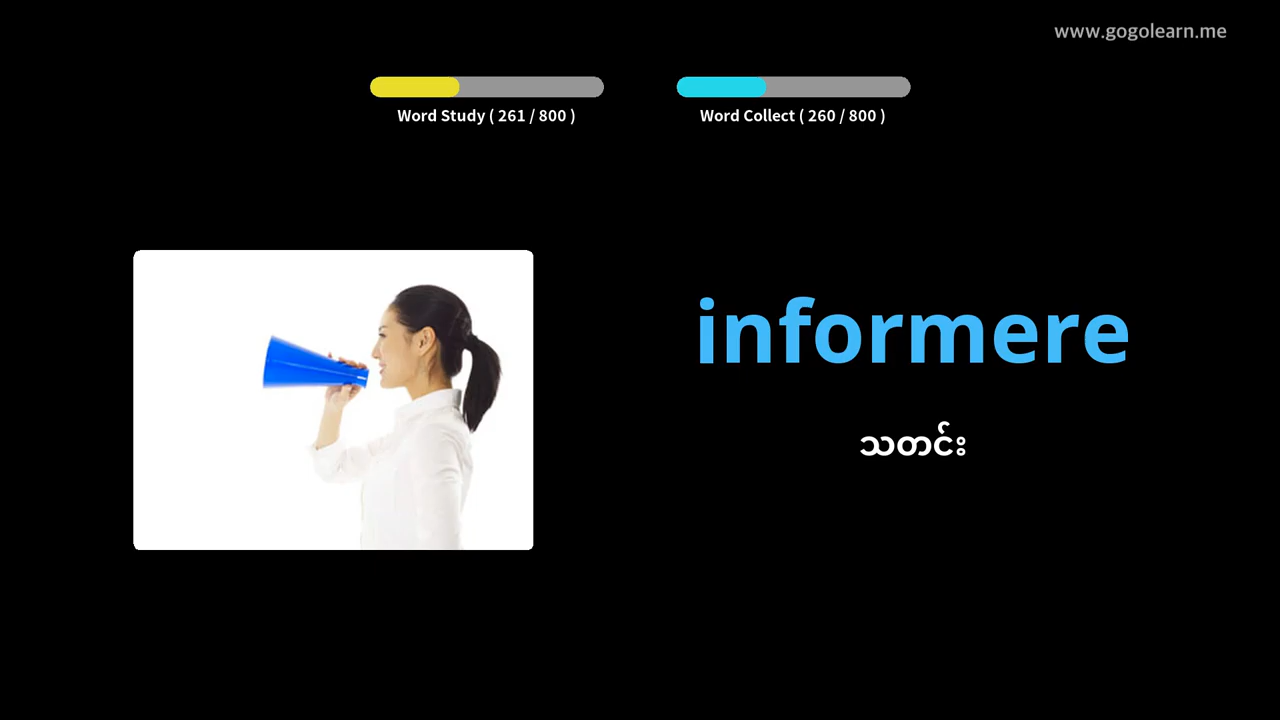 www.gogolearn.me
Word Study ( 261 / 800 )
Word Collect ( 260 / 800 )
informere
သတင်း